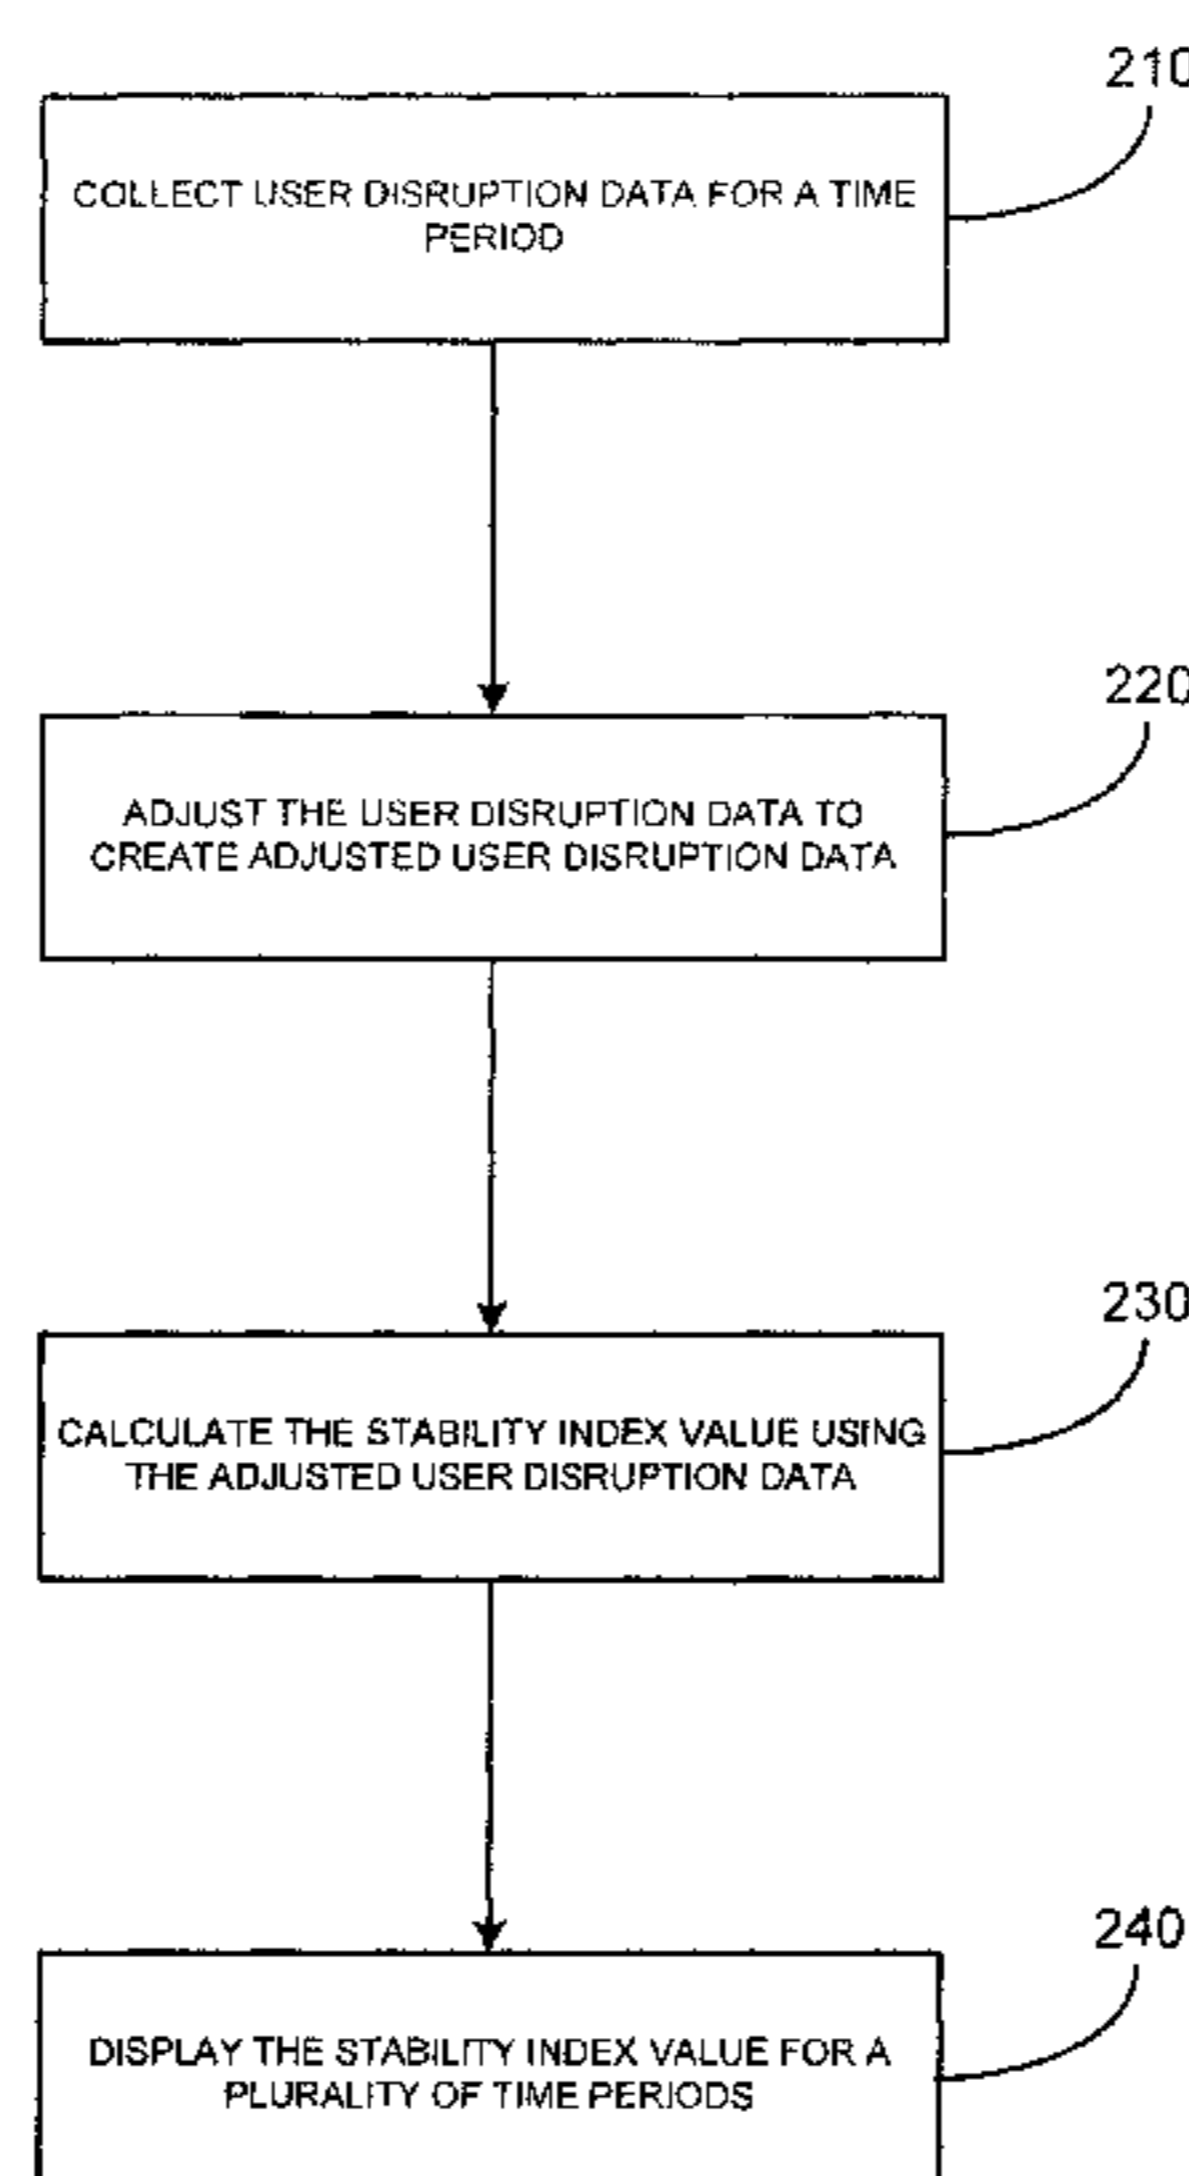 210
COLLECT USER DISRUPTION DATA FOR A TIME
PERIOD
220
ADJUST THE USER DISRUPTION DATA TO
CREATE ADJUSTED USER DISRUPTION DATA
230
CALCULATE THE STABILITY INDEX VALUE USING
THE ADJUSTED USER DISRUPTION DATA
240
DISPLAY THE STABILITY INDEX VALUE FOR A
PLURALITY OF TIME PERIODS